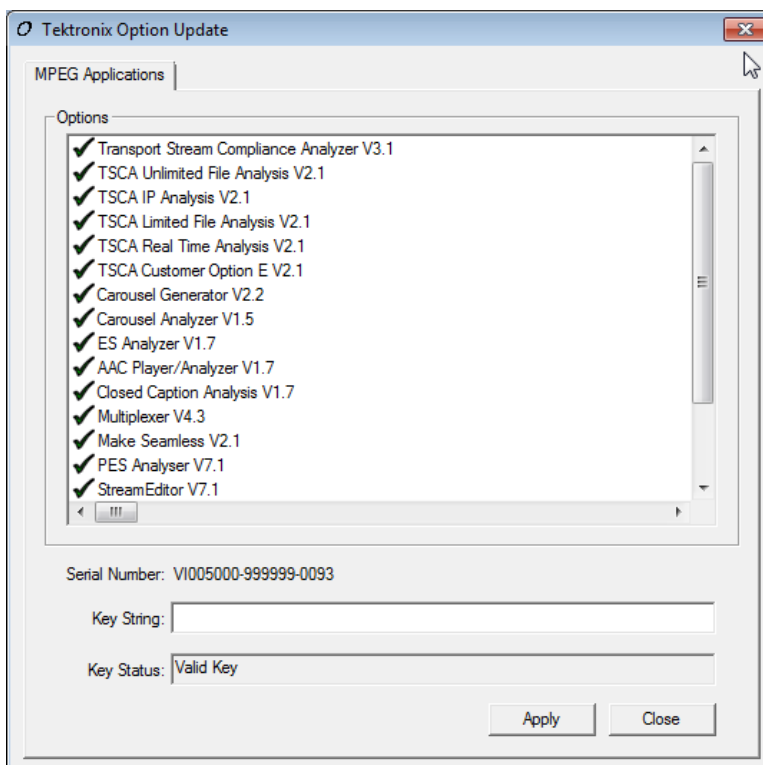 Tektronix Option Update
MPEG Applications
Options
Transport Stream Compliance Analyzer V3.1
TSCA Unlimited File Analysis V2.1
TSCA IP Analysis V2.1
TSCA Limited File Analysis V2.1
TSCA Real Time Analysis V2.1
TSCA Customer Option E V2.1
Carousel Generator V2.2
Carousel Analyzer V1.5
ES Analyzer V1.7
AAC Player/Analyzer V1.7
Closed Caption Analysis V1.7
Multiplexer V4.3
Make Seamless V2.1
PES Analyser V7.1
StreamEditor V7.1
Serial Number: VI005000-999999-0093
Key String:
Key Status: Valid Key
Apply Close